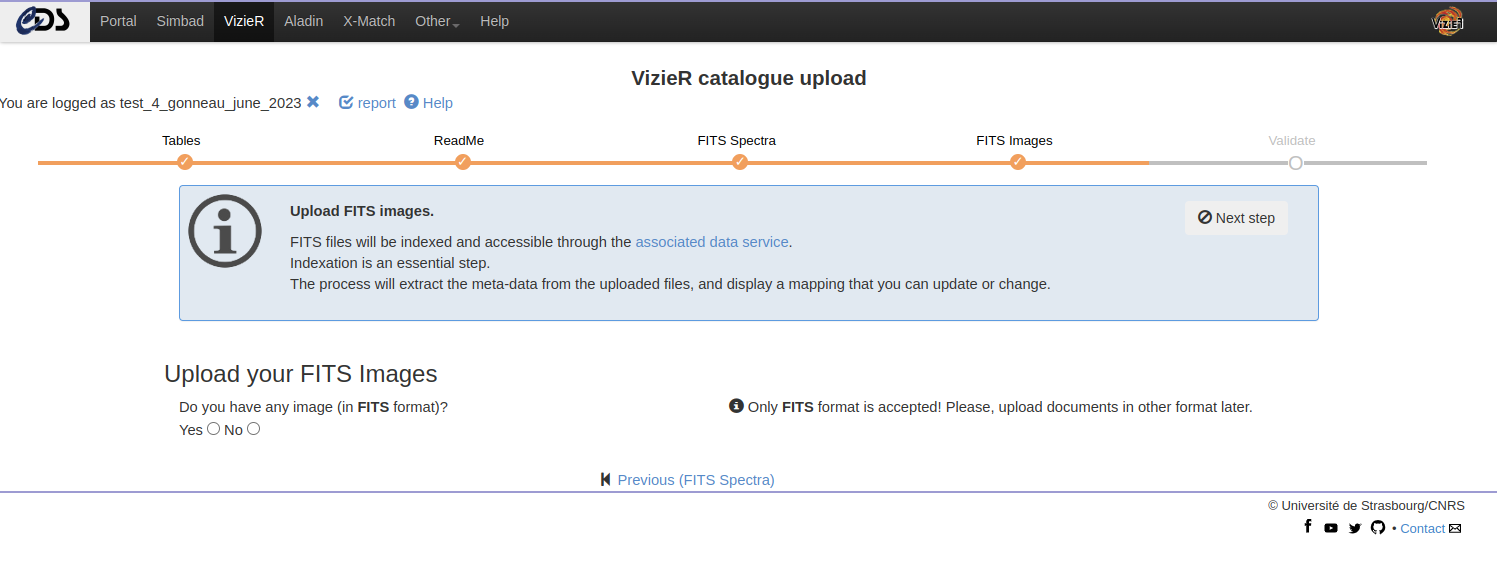 CDS Portal Simbad VizieR Aladin X-Match Other Help VizieR
VizieR catalogue upload
You are logged as test_4_gonneau_june_2023 report Help
Tables ReadMe FITS Spectra FITS Images Validate
Upload FITS images. Next step
FITS files will be indexed and accessible through the associated data service.
Indexation is an essential step.
The process will extract the meta-data from the uploaded files, and display a mapping that you can update or change.
Upload your FITS Images
Do you have any image (in FITS format)? Only FITS format is accepted! Please, upload documents in other format later.
Yes No
Previous (FITS Spectra)
© Université de Strasbourg/CNRS
• Contact